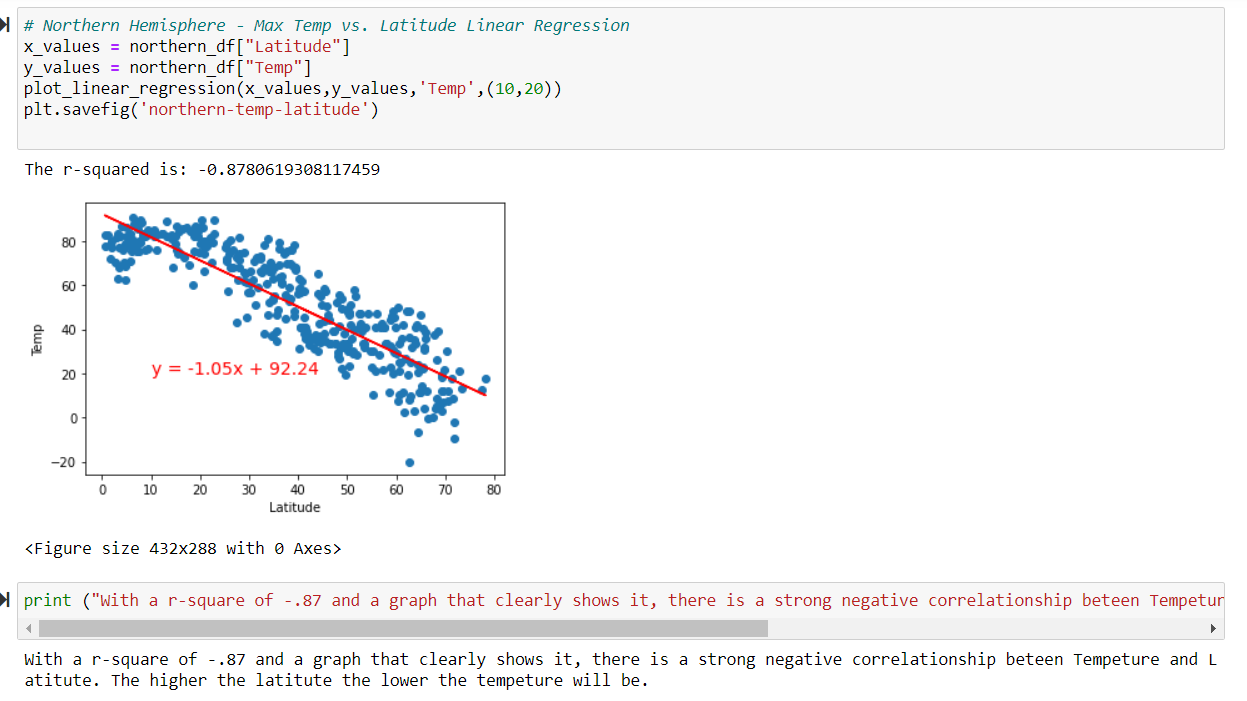 # Northern Hemisphere - Max Temp vs. Latitude Linear Regression
x_values = northern_df["Latitude"]
y_values = northern_df["Temp"]
plot_linear_regression(x_values,y_values,'Temp',(10,20))
plt.savefig('northern-temp-latitude')
The r-squared is: -0.8780619308117459
80
60
40
20
0
−20
Temp
y = -1.05x + 92.24
0 10 20 30 40 50 60 70 80
Latitude
<Figure size 432x288 with 0 Axes>
print ("With a r-square of -.87 and a graph that clearly shows it, there is a strong negative correlationship beteen Tempetur
With a r-square of -.87 and a graph that clearly shows it, there is a strong negative correlationship beteen Tempeture and L
atitute. The higher the latitute the lower the tempeture will be.